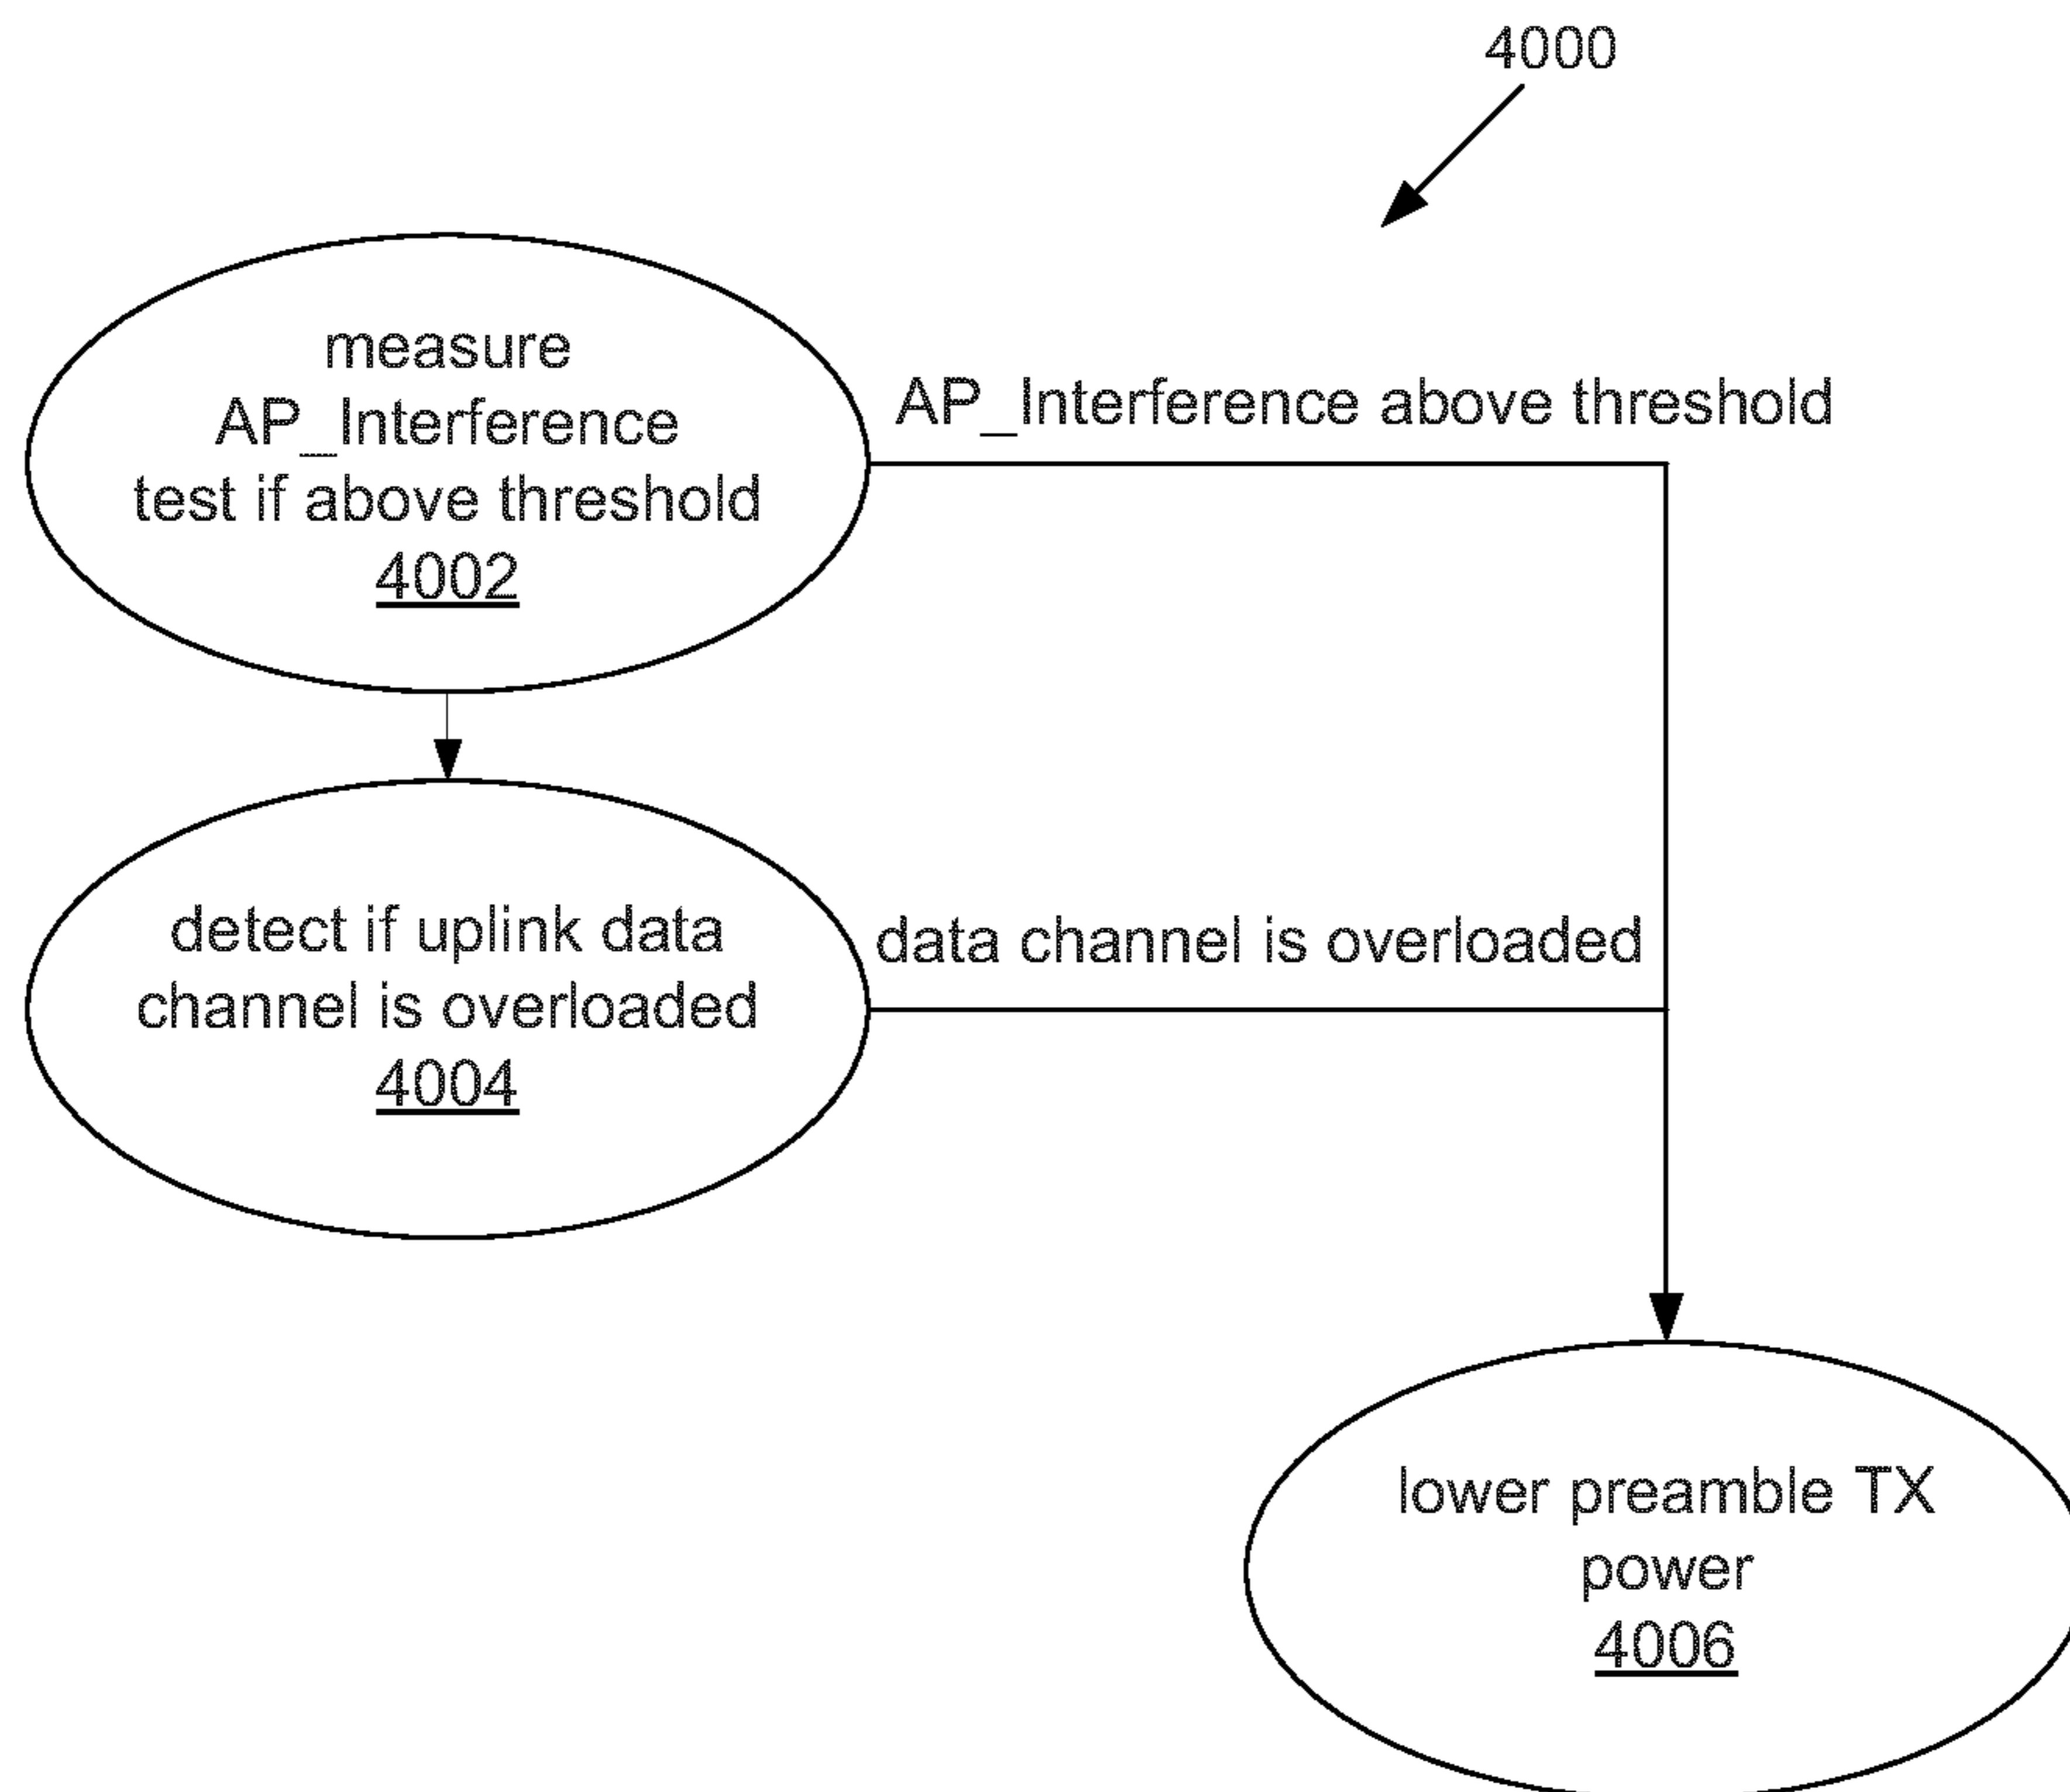 4000
measure
AP_Interference
test if above threshold
4002
AP_Interference above threshold
detect if uplink data
channel is overloaded
4004
data channel is overloaded
lower preamble TX
power
4006